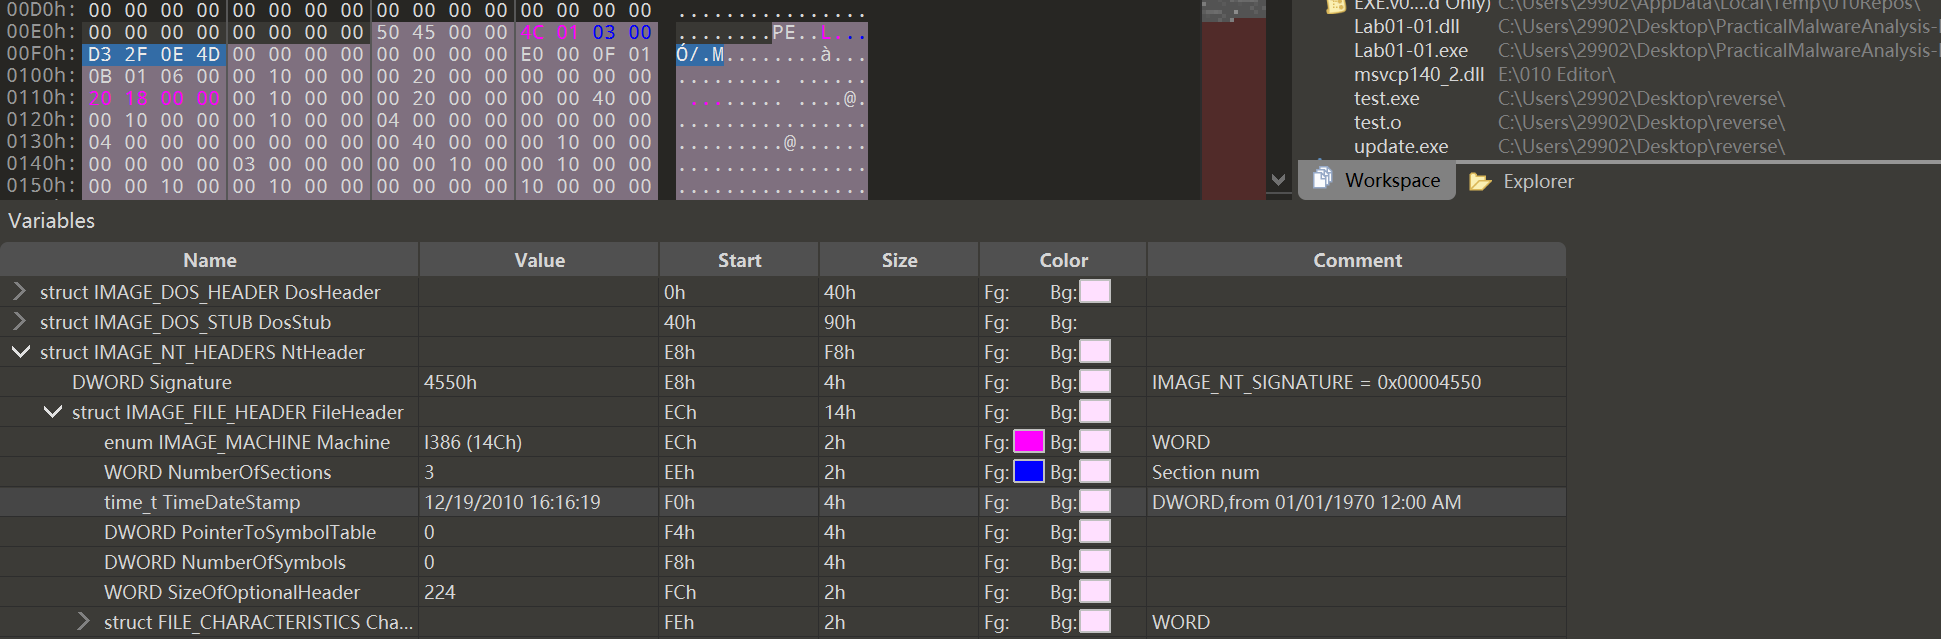 00D0h: 00 00 00 00 00 00 00 00 00 00 00 00 00 00 00 00 ................
00E0h: 00 00 00 00 00 00 00 00 50 45 00 00 4C 01 03 00 ........PE..L...
00F0h: D3 2F 0E 4D 00 00 00 00 00 00 00 00 E0 00 0F 01 Ó/.M........à...
0100h: 0B 01 06 00 00 10 00 00 00 20 00 00 00 00 00 00 ......... ......
0110h: 20 18 00 00 00 10 00 00 00 20 00 00 00 00 40 00  ........ ....@.
0120h: 00 10 00 00 00 10 00 00 04 00 00 00 00 00 00 00 ................
0130h: 04 00 00 00 00 00 00 00 00 40 00 00 00 10 00 00 .........@......
0140h: 00 00 00 00 03 00 00 00 00 00 10 00 00 10 00 00 ................
0150h: 00 00 10 00 00 10 00 00 00 00 00 00 10 00 00 00 ................
EXE.v0....d Only) C:\Users\29902\AppData\Local\Temp\010Repos\
Lab01-01.dll C:\Users\29902\Desktop\PracticalMalwareAnalysis-
Lab01-01.exe C:\Users\29902\Desktop\PracticalMalwareAnalysis-
msvcp140_2.dll E:\010 Editor\
test.exe C:\Users\29902\Desktop\reverse\
test.o C:\Users\29902\Desktop\reverse\
update.exe C:\Users\29902\Desktop\reverse\
Workspace Explorer
Variables
Name Value Start Size Color Comment
struct IMAGE_DOS_HEADER DosHeader 0h 40h Fg: Bg:
struct IMAGE_DOS_STUB DosStub 40h 90h Fg: Bg:
struct IMAGE_NT_HEADERS NtHeader E8h F8h Fg: Bg:
DWORD Signature 4550h E8h 4h Fg: Bg: IMAGE_NT_SIGNATURE = 0x00004550
struct IMAGE_FILE_HEADER FileHeader ECh 14h Fg: Bg:
enum IMAGE_MACHINE Machine I386 (14Ch) ECh 2h Fg: Bg: WORD
WORD NumberOfSections 3 EEh 2h Fg: Bg: Section num
time_t TimeDateStamp 12/19/2010 16:16:19 F0h 4h Fg: Bg: DWORD,from 01/01/1970 12:00 AM
DWORD PointerToSymbolTable 0 F4h 4h Fg: Bg:
DWORD NumberOfSymbols 0 F8h 4h Fg: Bg:
WORD SizeOfOptionalHeader 224 FCh 2h Fg: Bg:
struct FILE_CHARACTERISTICS Cha... FEh 2h Fg: Bg: WORD